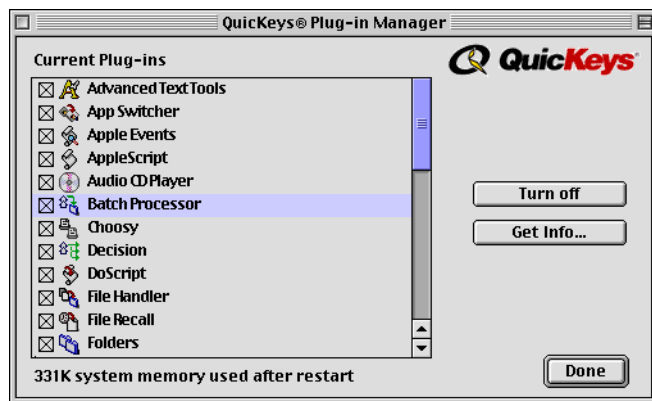 QuicKeys® Plug-in Manager
Current Plug-ins
QuicKeys
Advanced Text Tools
App Switcher
Apple Events
AppleScript
Audio CD Player
Batch Processor
Choosy
Decision
DoScript
File Handler
File Recall
Folders
Turn off
Get Info...
331K system memory used after restart
Done